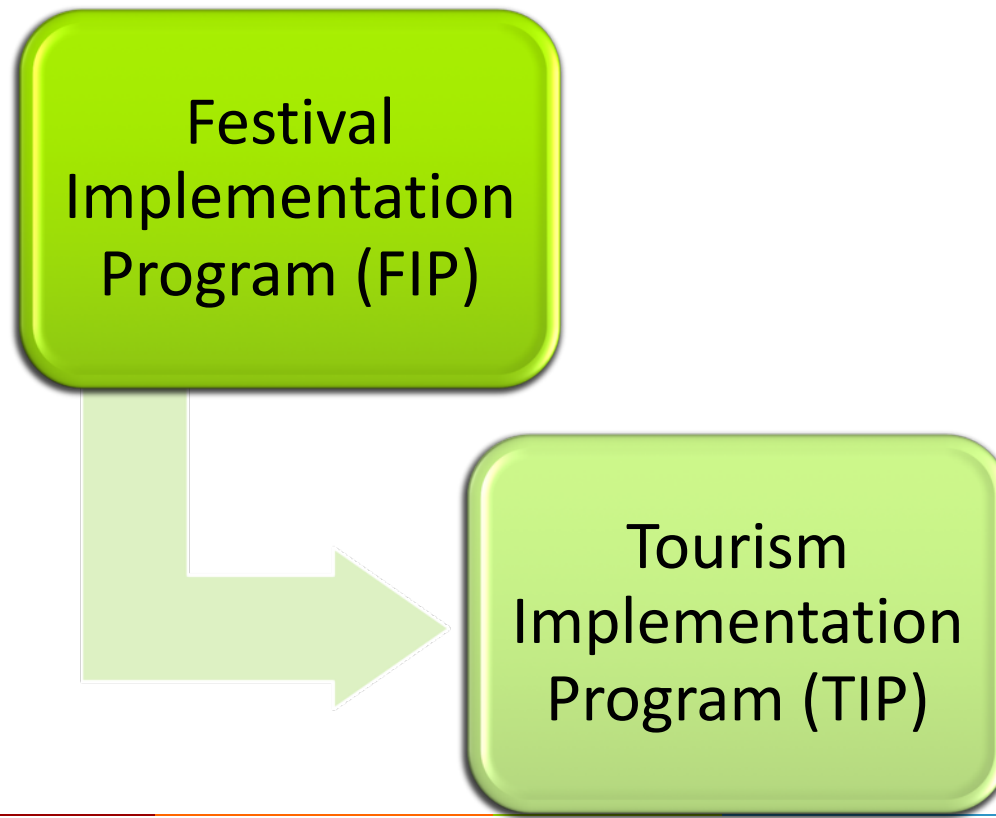 Festival
Implementation
Program (FIP)
Tourism
Implementation
Program (TIP)